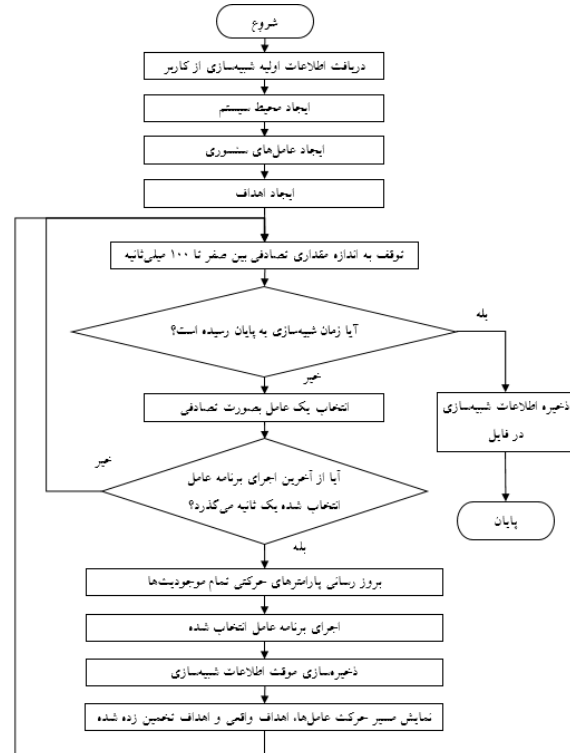 شروع
دریافت اطلاعات اولیه شبیه‌سازی از کاربر
ایجاد محیط سیستم
ایجاد عامل‌های سنسوری
ایجاد اهداف
توقف به اندازه مقداری تصادفی بین صفر تا ۱۰۰ میلی‌ثانیه
آیا زمان شبیه‌سازی به پایان رسیده است؟
بله
خیر
ذخیره اطلاعات شبیه‌سازی
در فایل
پایان
انتخاب یک عامل بصورت تصادفی
آیا از آخرین اجرای برنامه عامل
انتخاب شده یک ثانیه می‌گذرد؟
خیر
بله
بروز رسانی پارامترهای حرکتی تمام موجودیت‌ها
اجرای برنامه عامل انتخاب شده
ذخیره‌سازی موقت اطلاعات شبیه‌سازی
نمایش مسیر حرکت عامل‌ها، اهداف واقعی و اهداف تخمین زده شده